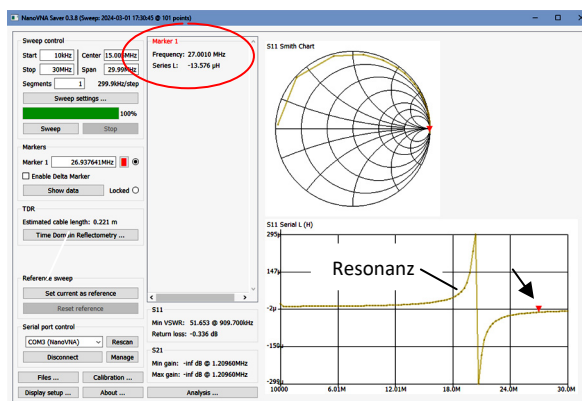 NanoVNA Saver 0.3.8 (Sweep: 2024-03-01 17:30:45 @ 101 points)
Sweep control
Start 10kHz Center 15.005MHz
Stop 30MHz Span 29.99MHz
Segments 1 299.9kHz/step
Sweep settings ...
100%
Sweep Stop
Markers
Marker 1 26.937641MHz
Enable Delta Marker
Show data Locked
TDR
Estimated cable length: 0.221 m
Time Domain Reflectometry ...
Reference sweep
Set current as reference
Reset reference
Serial port control
COM3 (NanoVNA) Rescan
Disconnect Manage
Files ... Calibration ...
Display setup ... About ...
Marker 1
Frequency: 27.0010 MHz
Series L: -13.576 µH
S11
Min VSWR: 51.653 @ 909.700kHz
Return loss: -0.336 dB
S21
Min gain: -inf dB @ 1.20960MHz
Max gain: -inf dB @ 1.20960MHz
Analysis ...
S11 Smith Chart
S11 Serial L (H)
295µ
147µ
-2µ
-150µ
-299µ
Resonanz
10000 6.01M 12.01M 18.0M 24.0M 30.0M